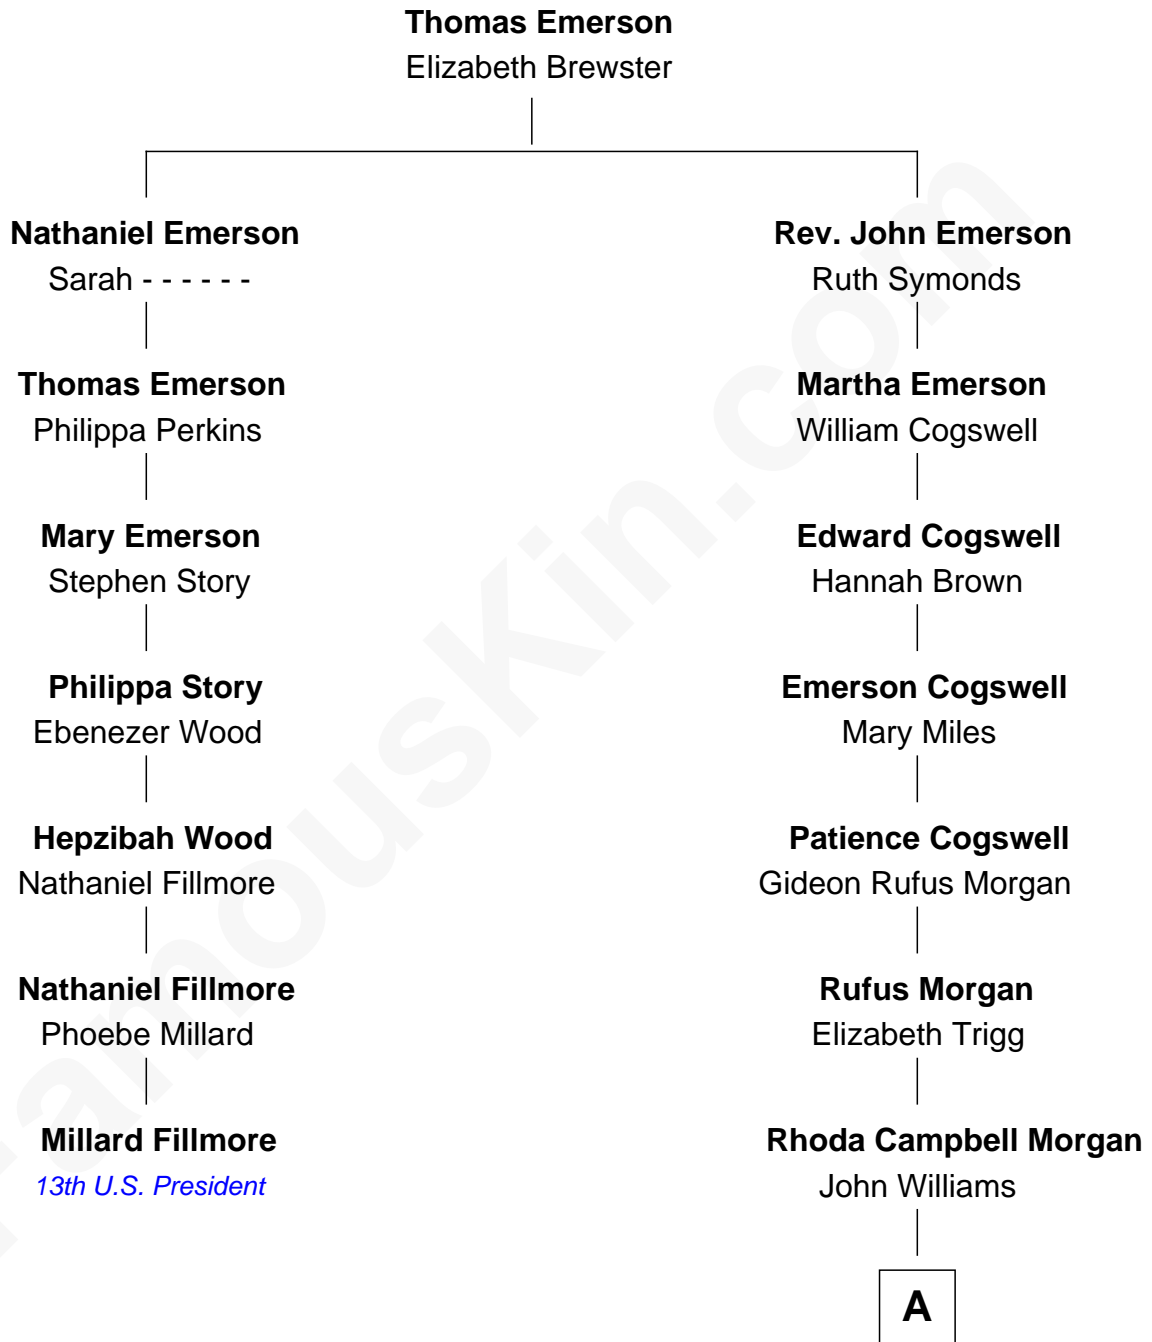 Thomas Emerson
Elizabeth Brewster
Nathaniel Emerson
Sarah - - - - - -
Thomas Emerson
Philippa Perkins
Mary Emerson
Stephen Story
Philippa Story
Ebenezer Wood
Hepzibah Wood
Nathaniel Fillmore
Nathaniel Fillmore
Phoebe Millard
Millard Fillmore
13th U.S. President
Rev. John Emerson
Ruth Symonds
Martha Emerson
William Cogswell
Edward Cogswell
Hannah Brown
Emerson Cogswell
Mary Miles
Patience Cogswell
Gideon Rufus Morgan
Rufus Morgan
Elizabeth Trigg
Rhoda Campbell Morgan
John Williams
A
FamousKin.com